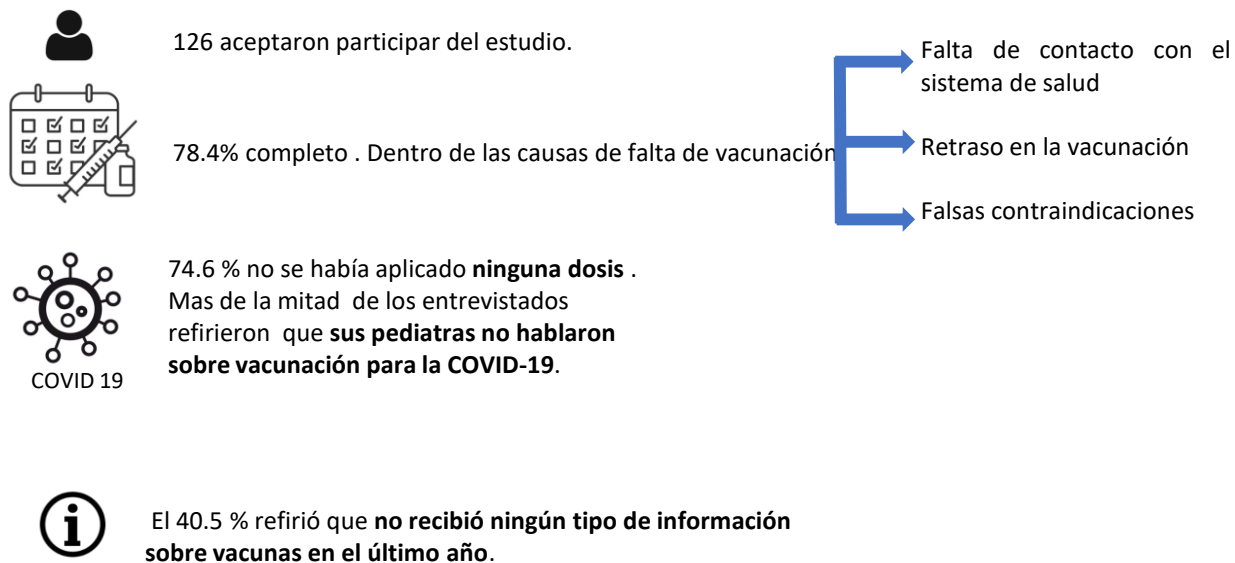 126 aceptaron participar del estudio.
78.4% completo . Dentro de las causas de falta de vacunación
Falta de contacto con el
sistema de salud
Retraso en la vacunación
Falsas contraindicaciones
74.6 % no se había aplicado ninguna dosis .
Mas de la mitad de los entrevistados
refirieron que sus pediatras no hablaron
sobre vacunación para la COVID-19.
COVID 19
El 40.5 % refirió que no recibió ningún tipo de información
sobre vacunas en el último año.